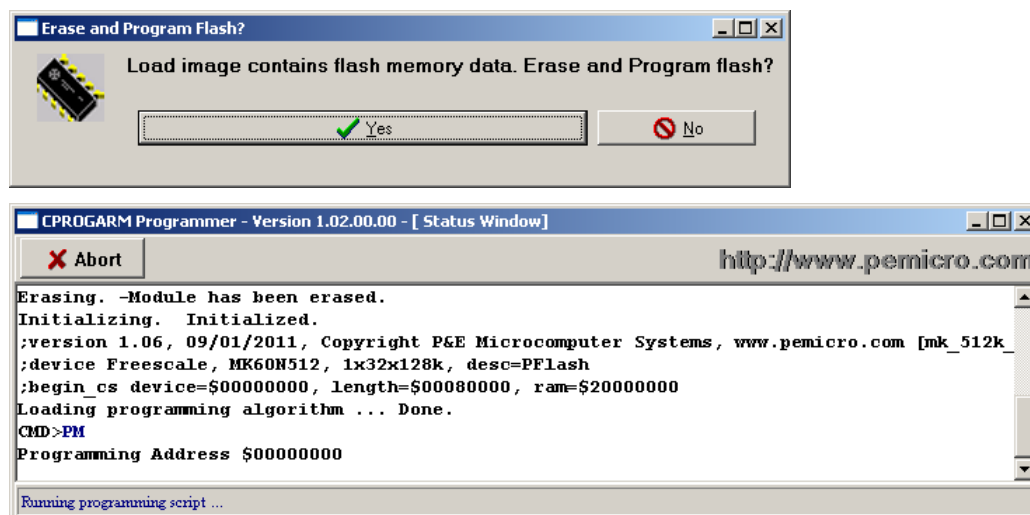 Erase and Program Flash?
Load image contains flash memory data. Erase and Program flash?
Yes
No
CPROGARM Programmer - Version 1.02.00.00 - [ Status Window]
Abort
http://www.pemicro.com
Erasing. -Module has been erased.
Initializing.  Initialized.
;version 1.06, 09/01/2011, Copyright P&E Microcomputer Systems, www.pemicro.com [mk_512k_
;device Freescale, MK60N512, 1x32x128k, desc=PFlash
;begin_cs device=$00000000, length=$00080000, ram=$20000000
Loading programming algorithm ... Done.
CMD>PM
Programming Address $00000000
Running programming script ...